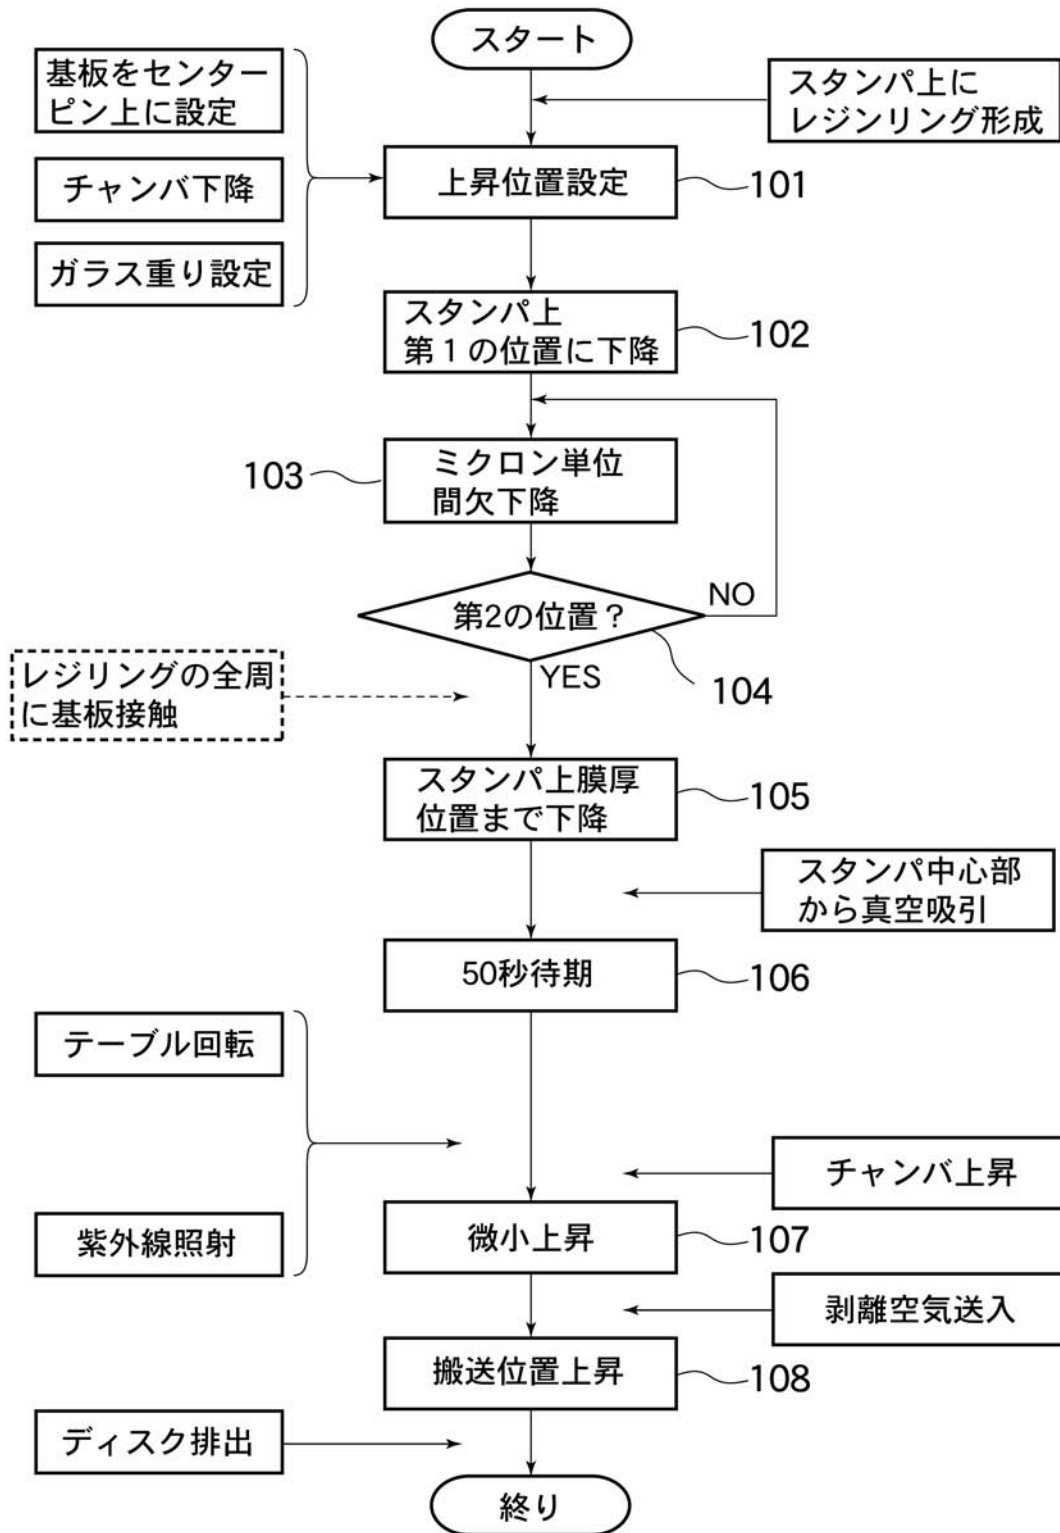 スタート
基板をセンター
ピン上に設定
チャンバ下降
ガラス重り設定
スタンパ上に
レジンリング形成
上昇位置設定
101
スタンパ上
第１の位置に下降
102
103
ミクロン単位
間欠下降
第2の位置？
NO
YES
104
レジリングの全周
に基板接触
スタンパ上膜厚
位置まで下降
105
スタンパ中心部
から真空吸引
50秒待期
106
テーブル回転
紫外線照射
チャンバ上昇
微小上昇
107
剥離空気送入
搬送位置上昇
108
ディスク排出
終り